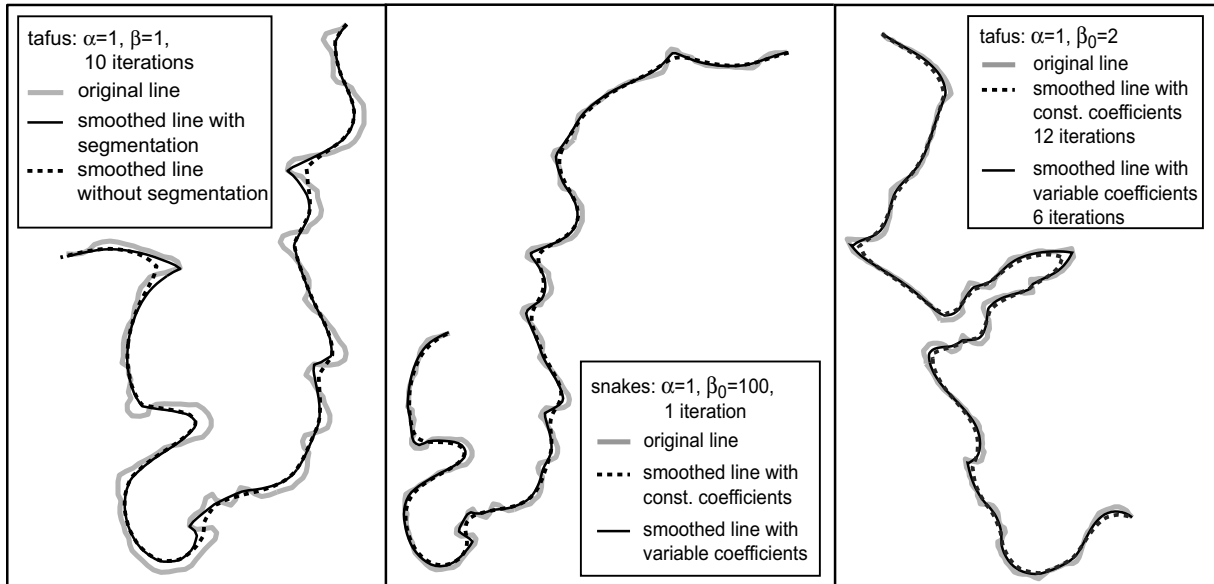 tafus: α=1, β=1,
10 iterations
original line
smoothed line with
segmentation
smoothed line
without segmentation
snakes: α=1, β₀=100,
1 iteration
original line
smoothed line with
const. coefficients
smoothed line with
variable coefficients
tafus: α=1, β₀=2
original line
smoothed line with
const. coefficients
12 iterations
smoothed line with
variable coefficients
6 iterations